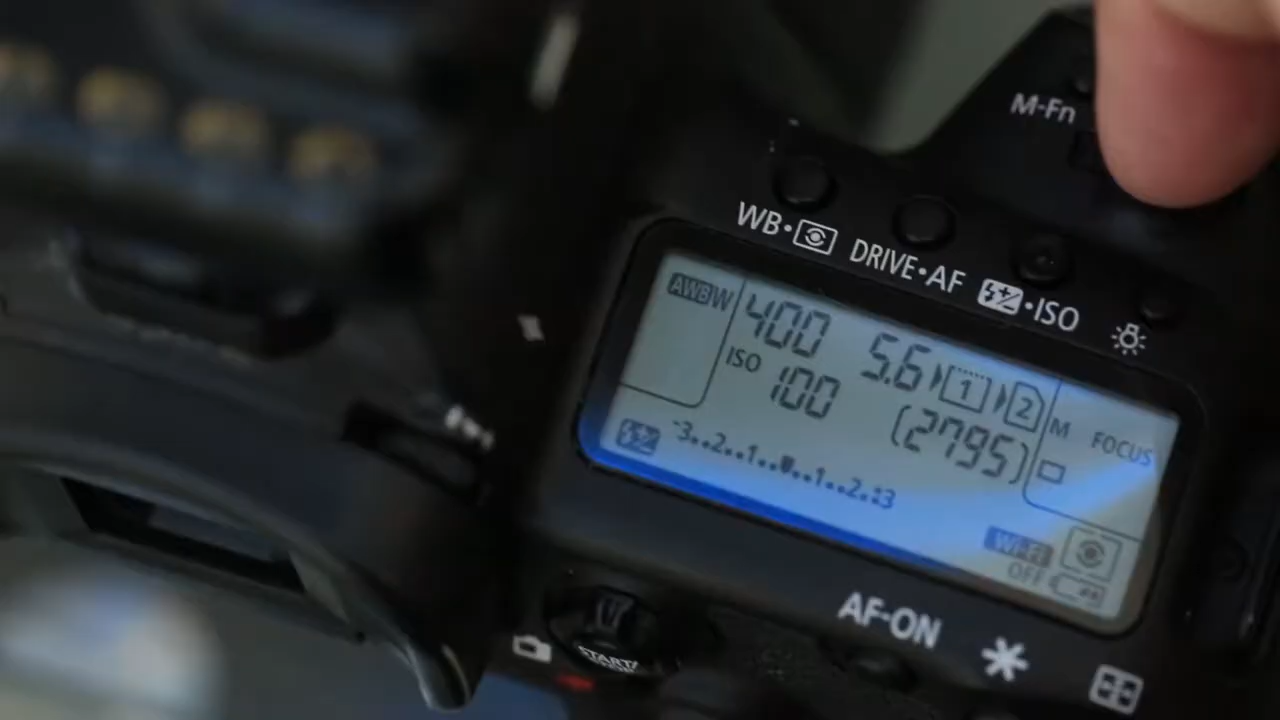 M-Fn
WB•
DRIVE•AF
•ISO
AWBW
400 5.6 1 2
ISO 100 (2795)
M FOCUS
-3..2..1..0..1..2..3
Wi-Fi
OFF
AF-ON
START/